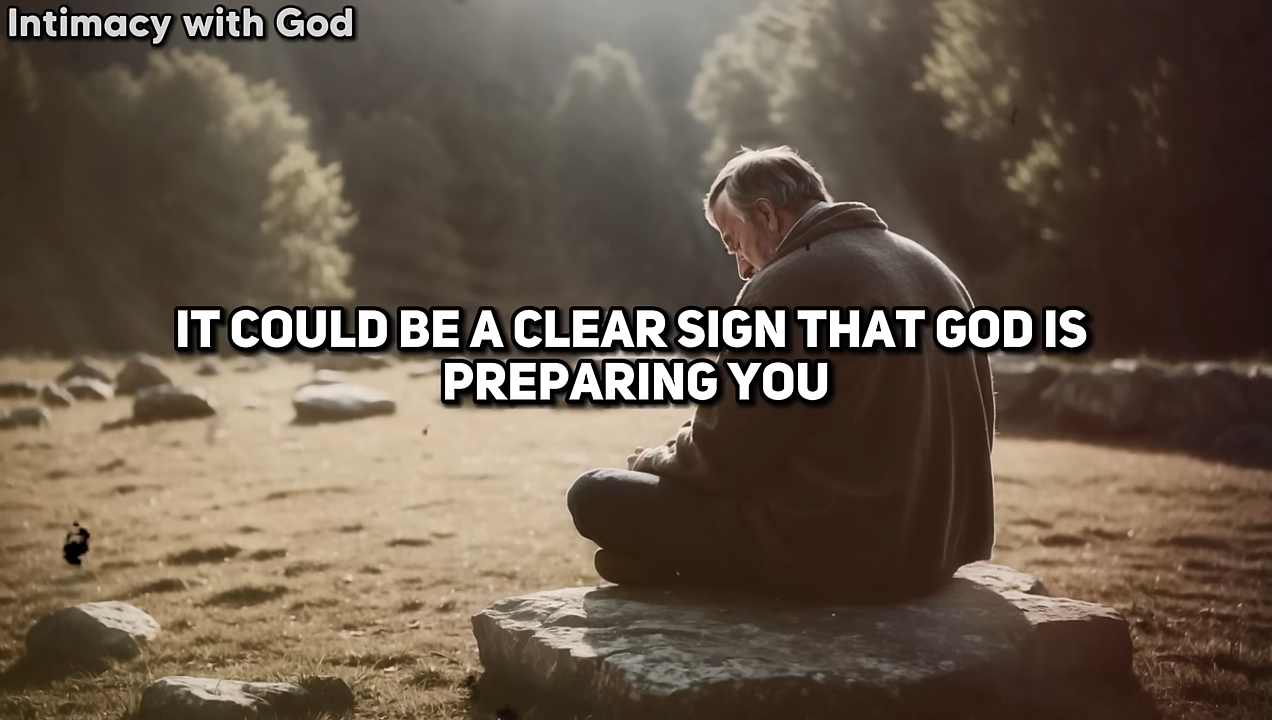 Intimacy with God
IT COULD BE A CLEAR SIGN THAT GOD IS
PREPARING YOU